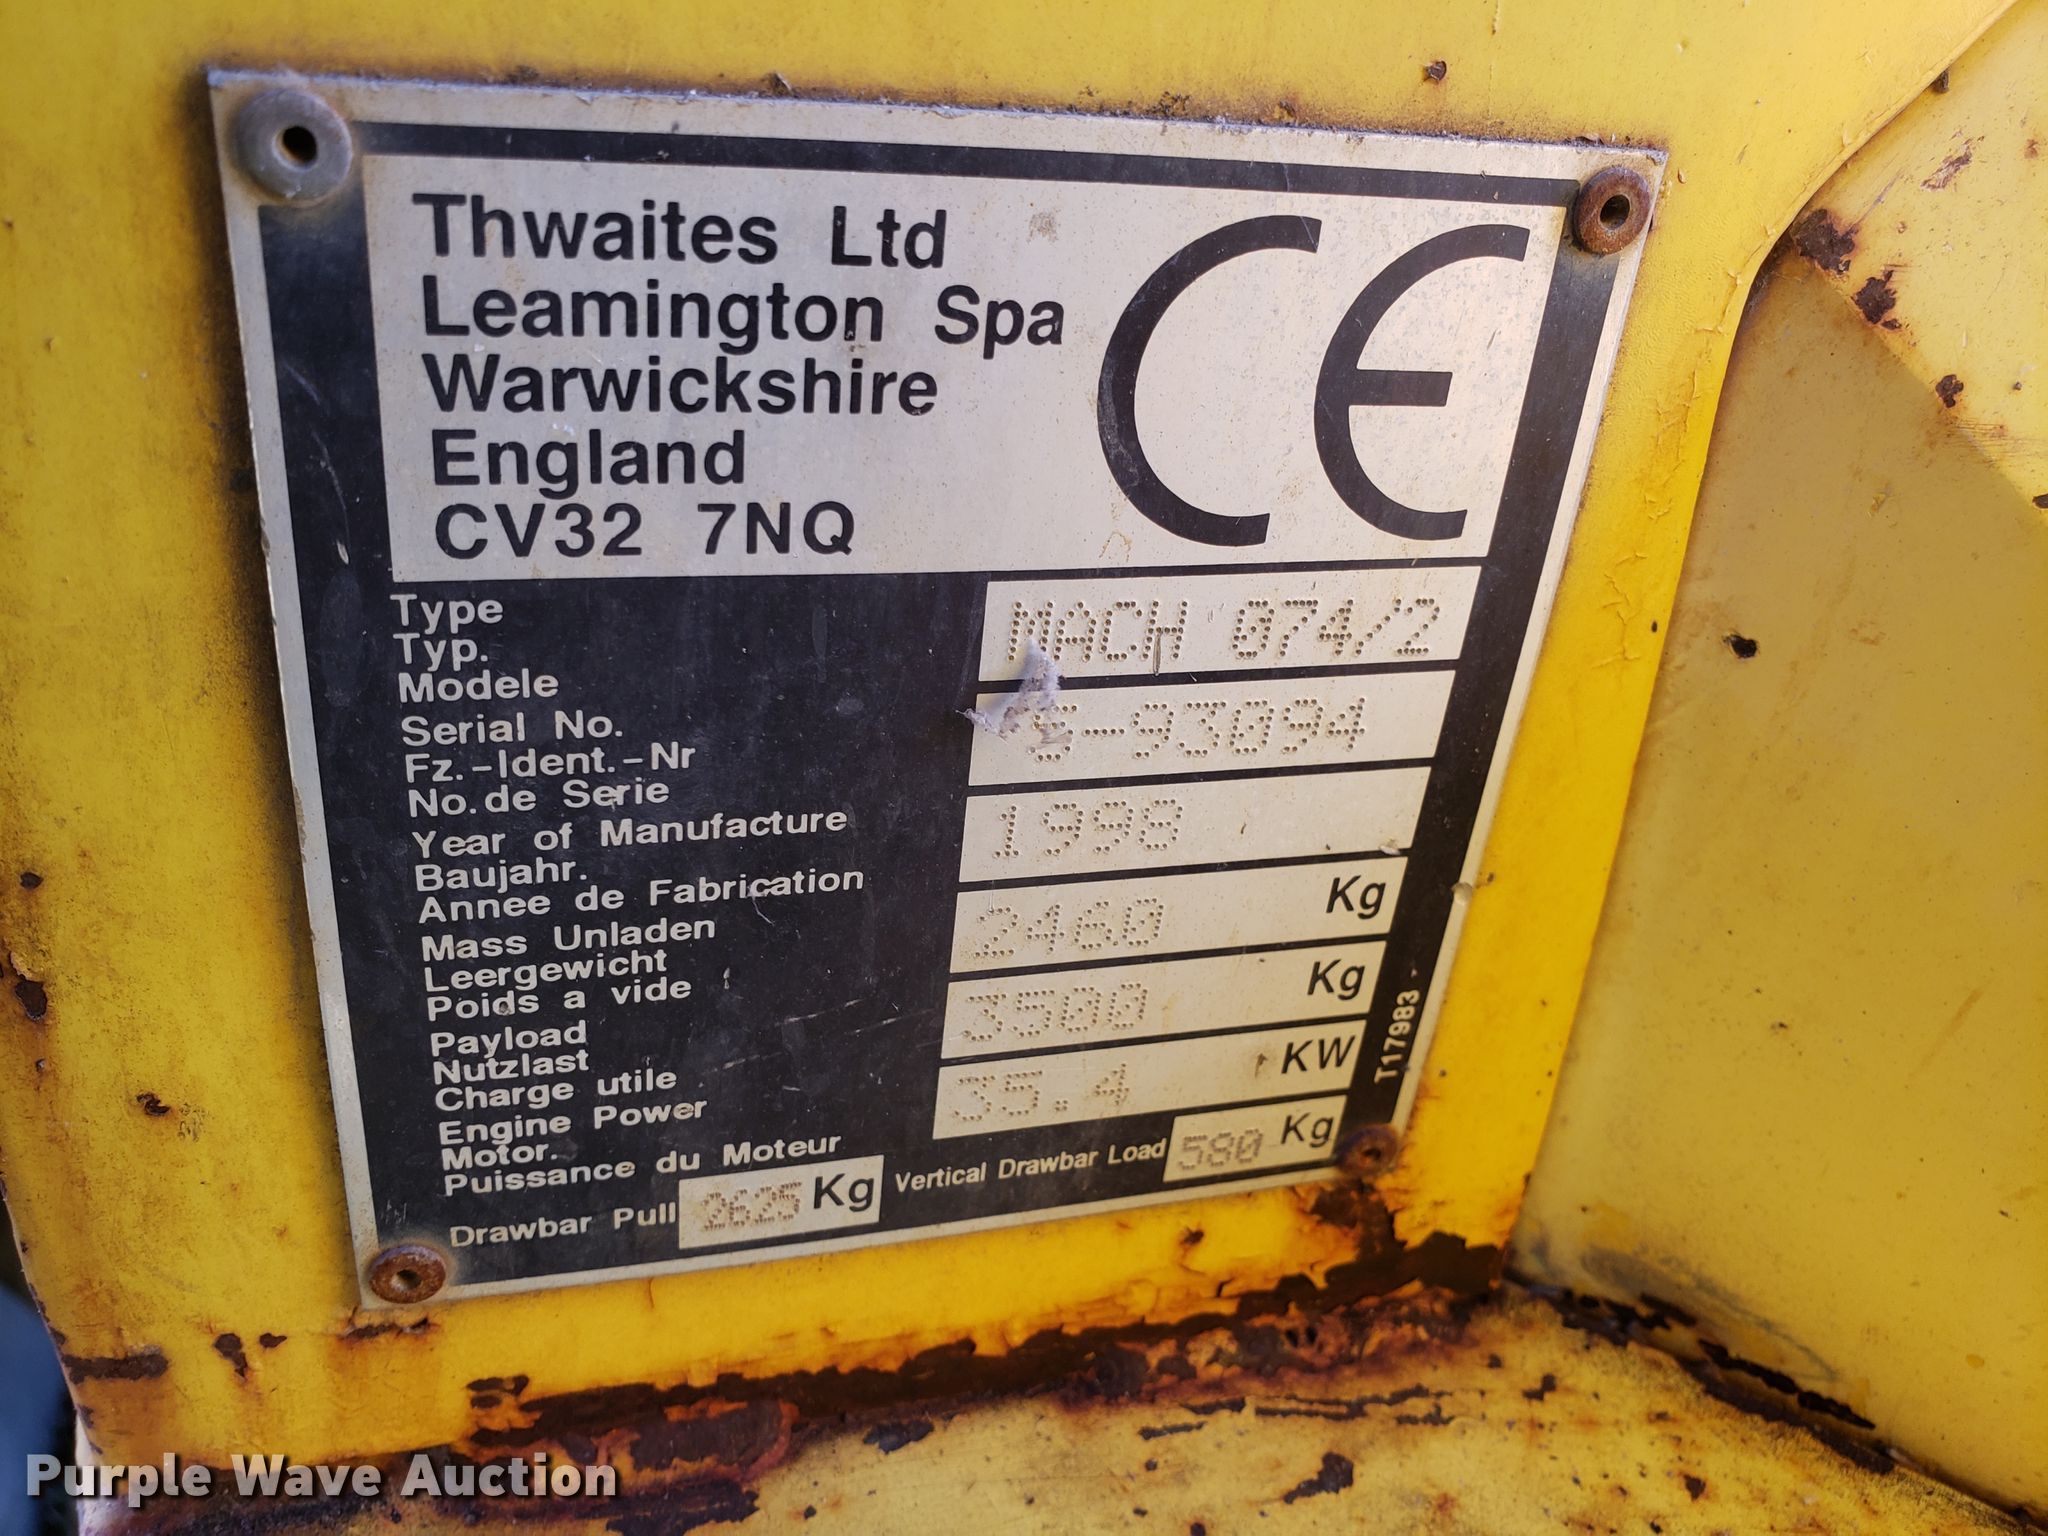 Thwaites Ltd
Leamington Spa
Warwickshire
England
CV32 7NQ
CE
Type
Typ.
Modele
MACH 074/2
Serial No.
Fz.-Ident.-Nr
No. de Serie
S-93094
Year of Manufacture
Baujahr.
Annee de Fabrication
1998
Mass Unladen
Leergewicht
Poids a vide
2460 Kg
Payload
Nutzlast
Charge utile
3500 Kg
Engine Power
Motor.
Puissance du Moteur
35.4 KW
Drawbar Pull 2625 Kg Vertical Drawbar Load 580 Kg
T17983
Purple Wave Auction